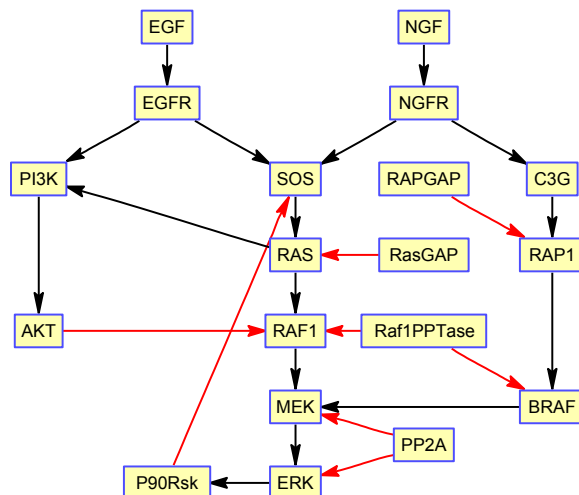 EGF
NGF
EGFR
NGFR
PI3K
SOS
RAPGAP
C3G
RAS
RasGAP
RAP1
AKT
RAF1
Raf1PPTase
MEK
BRAF
PP2A
P90Rsk
ERK